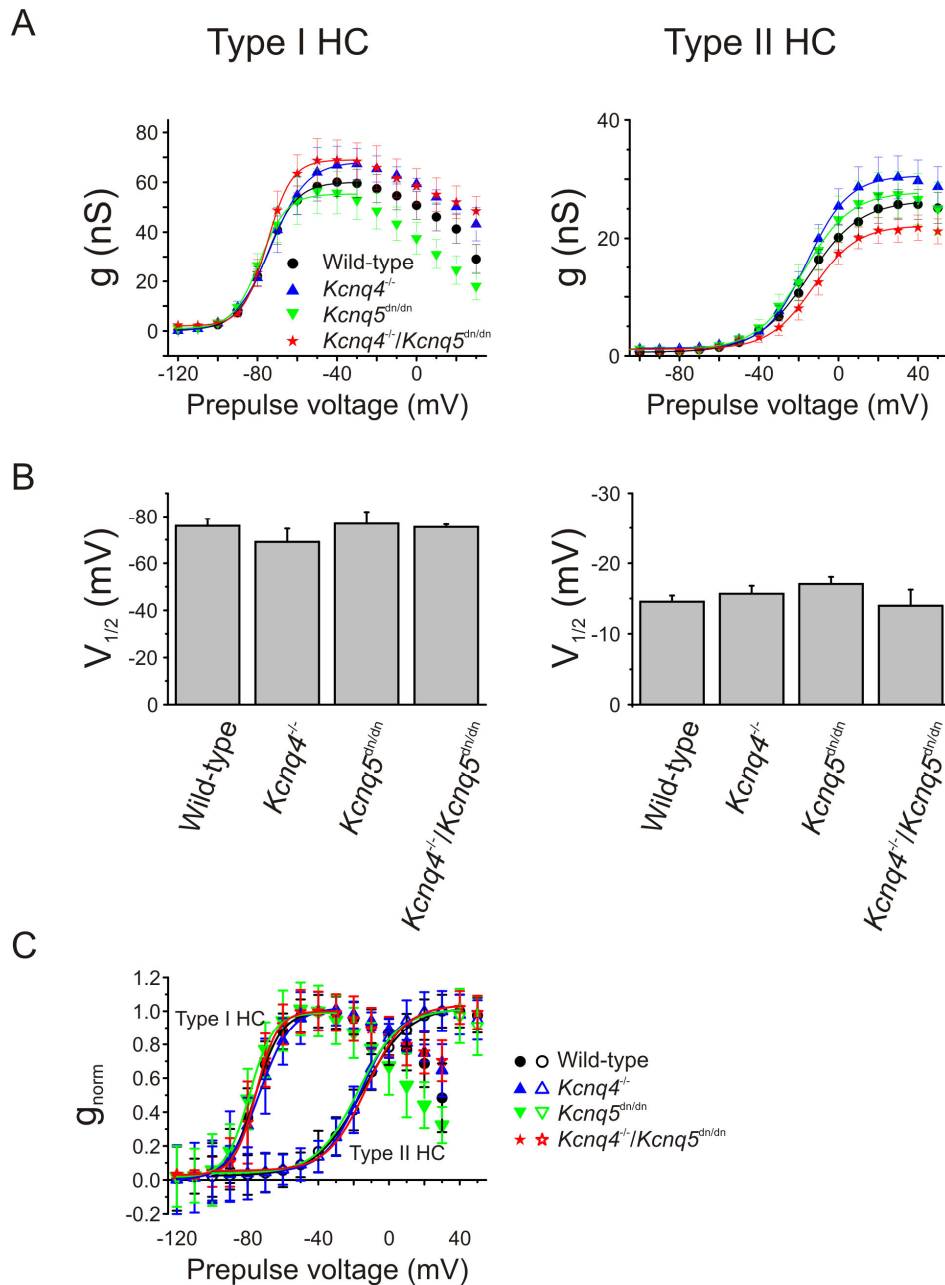 A
Type I HC
Type II HC
g (nS)
80
60
40
20
0
-120
-80
-40
0
Prepulse voltage (mV)
Wild-type
Kcnq4-/-
Kcnq5dn/dn
Kcnq4-/-/Kcnq5dn/dn
g (nS)
40
20
0
-80
-40
0
40
Prepulse voltage (mV)
B
V1/2 (mV)
-80
-60
-40
-20
0
Wild-type
Kcnq4-/-
Kcnq5dn/dn
Kcnq4-/-/Kcnq5dn/dn
V1/2 (mV)
-30
-20
-10
0
Wild-type
Kcnq4-/-
Kcnq5dn/dn
Kcnq4-/-/Kcnq5dn/dn
C
gnorm
1.2
1.0
0.8
0.6
0.4
0.2
0.0
-0.2
Type I HC
Type II HC
-120
-80
-40
0
40
Prepulse voltage (mV)
Wild-type
Kcnq4-/-
Kcnq5dn/dn
Kcnq4-/-/Kcnq5dn/dn